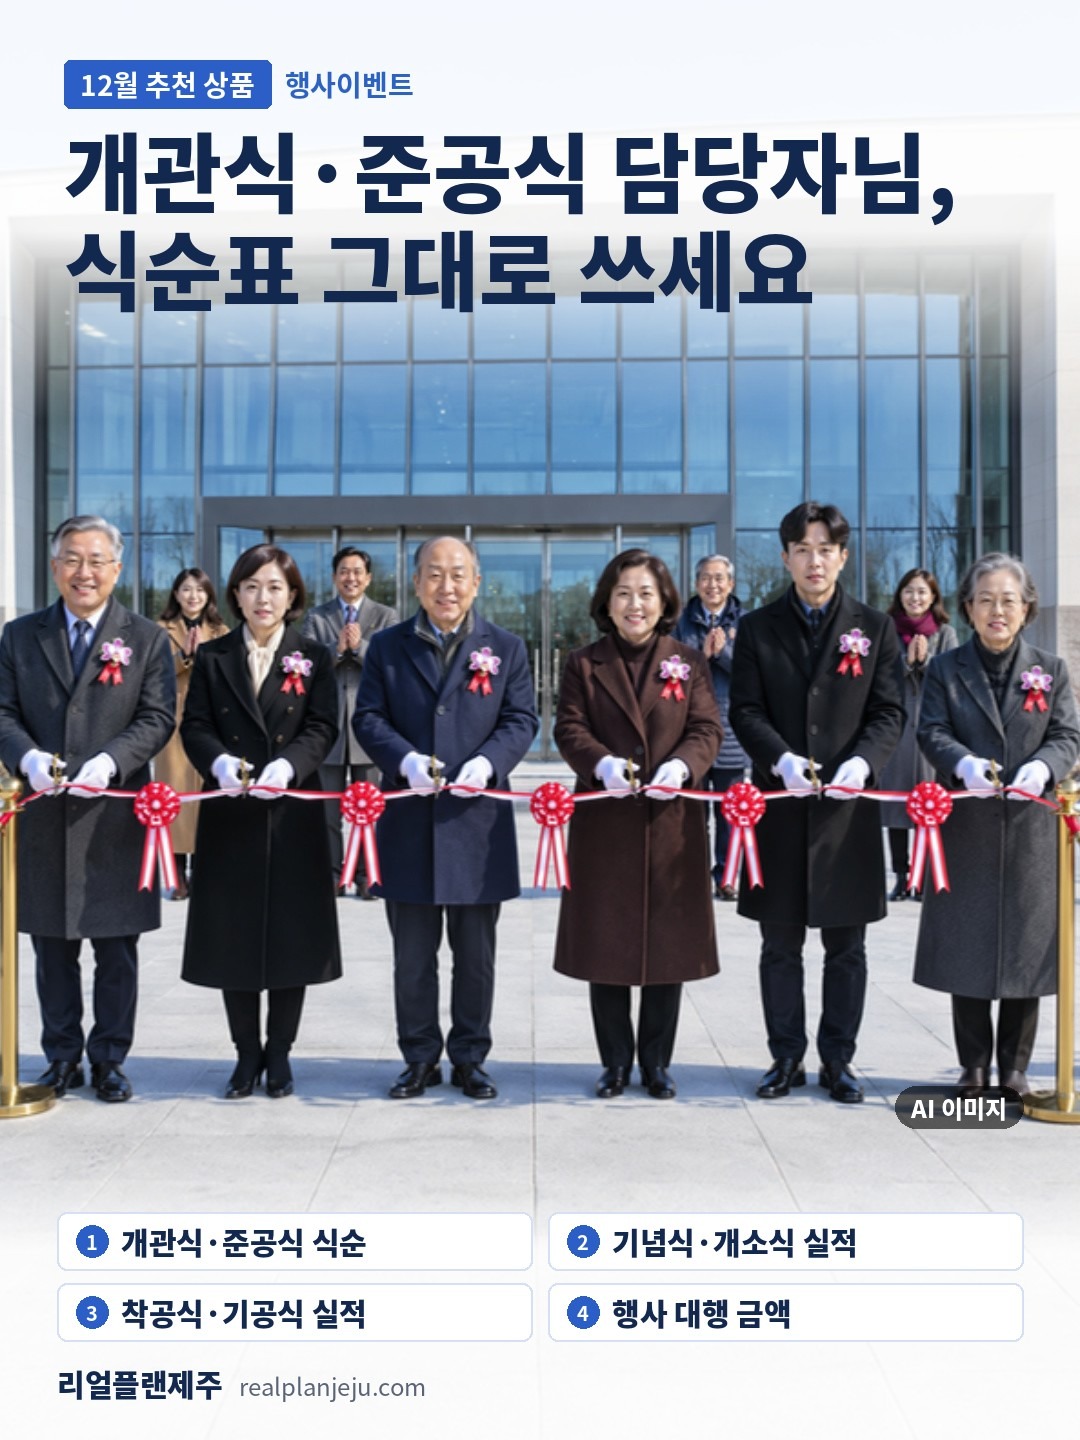 12월 추천 상품 행사이벤트
개관식·준공식 담당자님,
식순표 그대로 쓰세요
AI 이미지
1 개관식·준공식 식순
2 기념식·개소식 실적
3 착공식·기공식 실적
4 행사 대행 금액
리얼플랜제주 realplanjeju.com